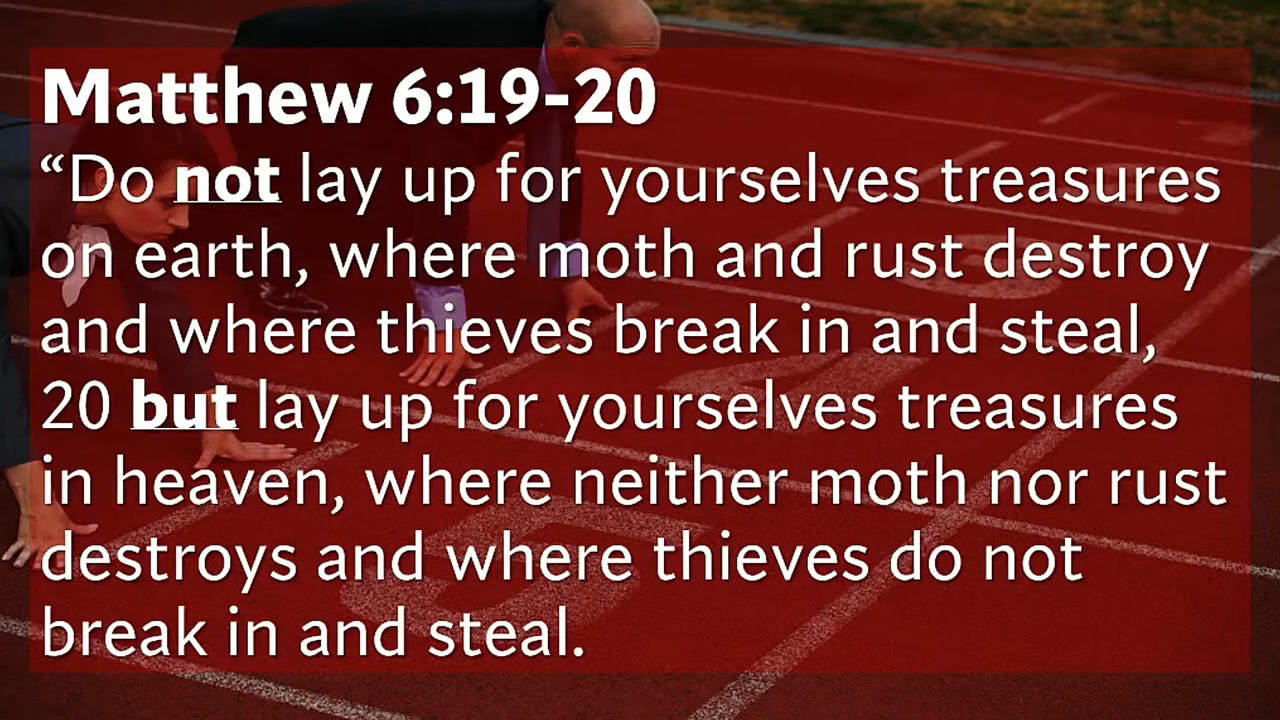 Matthew 6:19-20
“Do not lay up for yourselves treasures
on earth, where moth and rust destroy
and where thieves break in and steal,
20 but lay up for yourselves treasures
in heaven, where neither moth nor rust
destroys and where thieves do not
break in and steal.